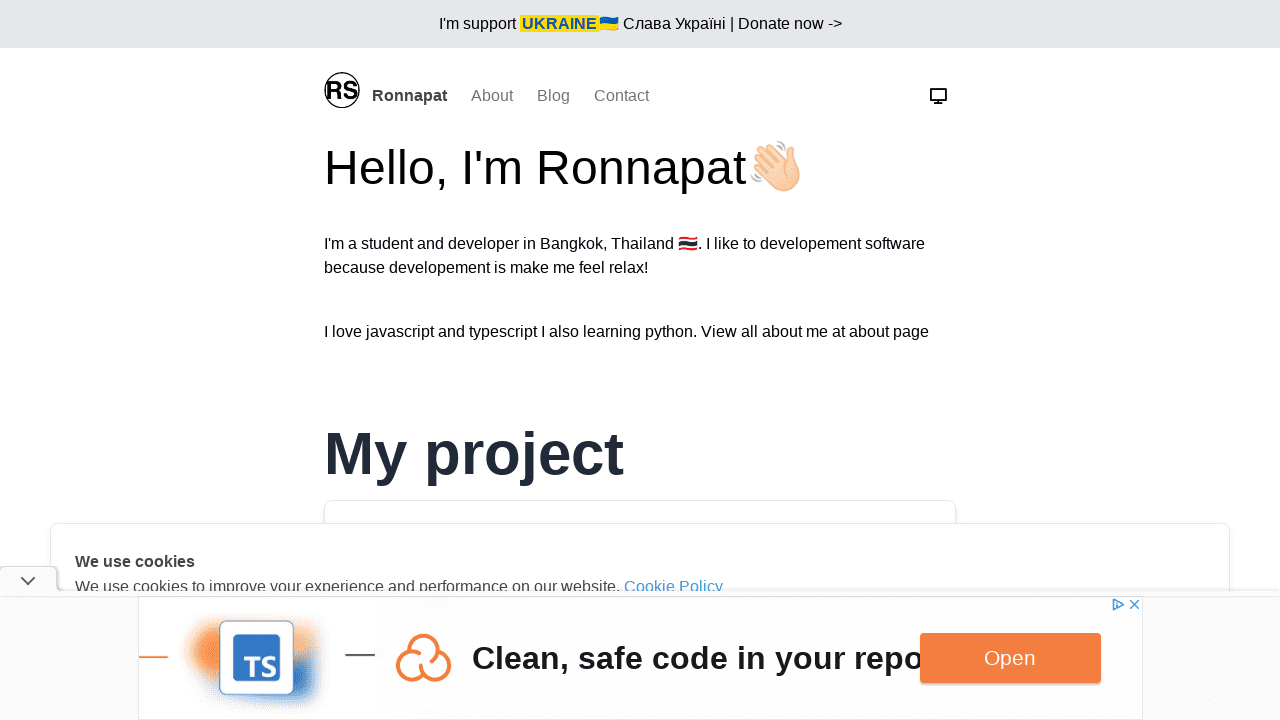 I'm support UKRAINE🇺🇦 Слава Україні | Donate now ->
RS Ronnapat About Blog Contact
Hello, I'm Ronnapat👋🏻
I'm a student and developer in Bangkok, Thailand 🇹🇭. I like to developement software
because developement is make me feel relax!
I love javascript and typescript I also learning python. View all about me at about page
My project
We use cookies
We use cookies to improve your experience and performance on our website. Cookie Policy
TS Clean, safe code in your repo Open